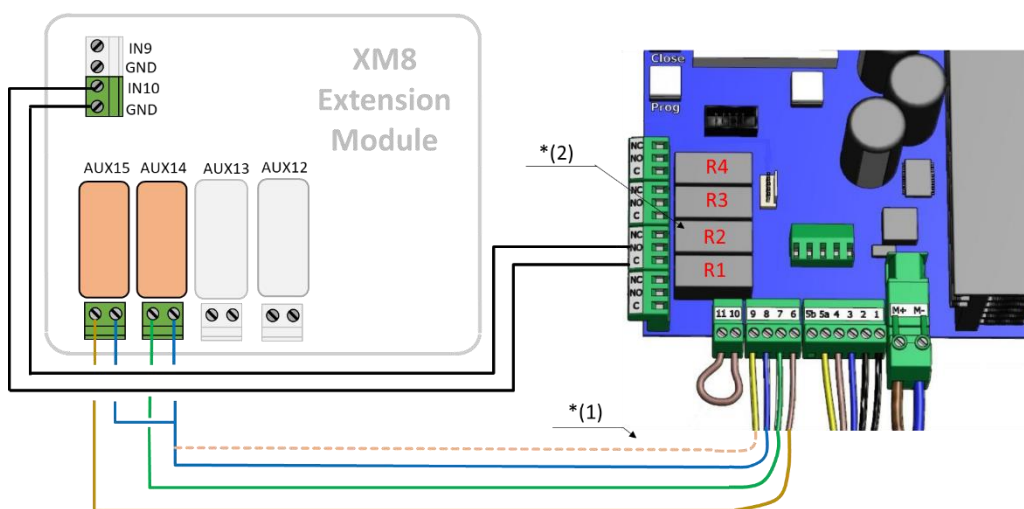 XM8
Extension
Module
IN9
GND
IN10
GND
AUX15 AUX14 AUX13 AUX12
*(2)
*(1)
Close
Prog
NC
NO
C
NC
NO
C
NC
NO
C
NC
NO
C
R4
R3
R2
R1
11 10 9 8 7 6 5b 5a 4 3 2 1 M+ M-